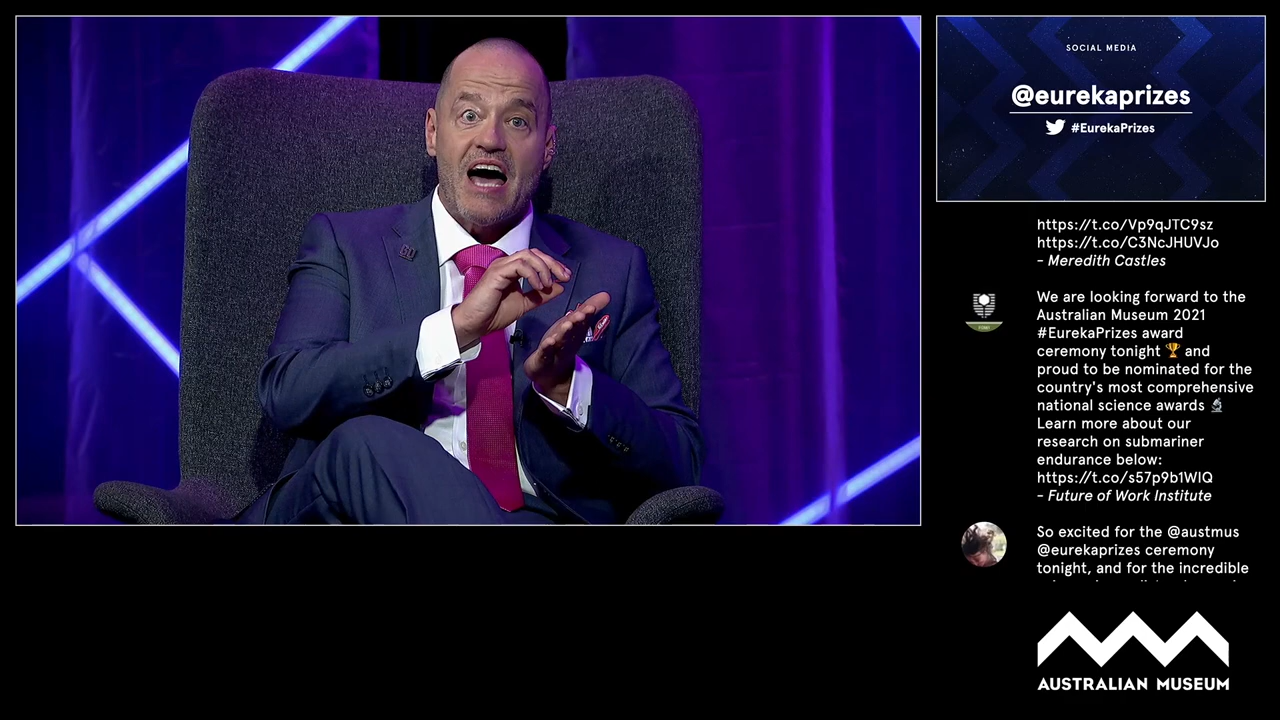 SOCIAL MEDIA
@eurekaprizes
#EurekaPrizes
https://t.co/Vp9qJTC9sz
https://t.co/C3NcJHUVJo
- Meredith Castles
We are looking forward to the
Australian Museum 2021
#EurekaPrizes award
ceremony tonight 🏆 and
proud to be nominated for the
country's most comprehensive
national science awards 🔬
Learn more about our
research on submariner
endurance below:
https://t.co/s57p9b1WIQ
- Future of Work Institute
So excited for the @austmus
@eurekaprizes ceremony
tonight, and for the incredible
AUSTRALIAN MUSEUM